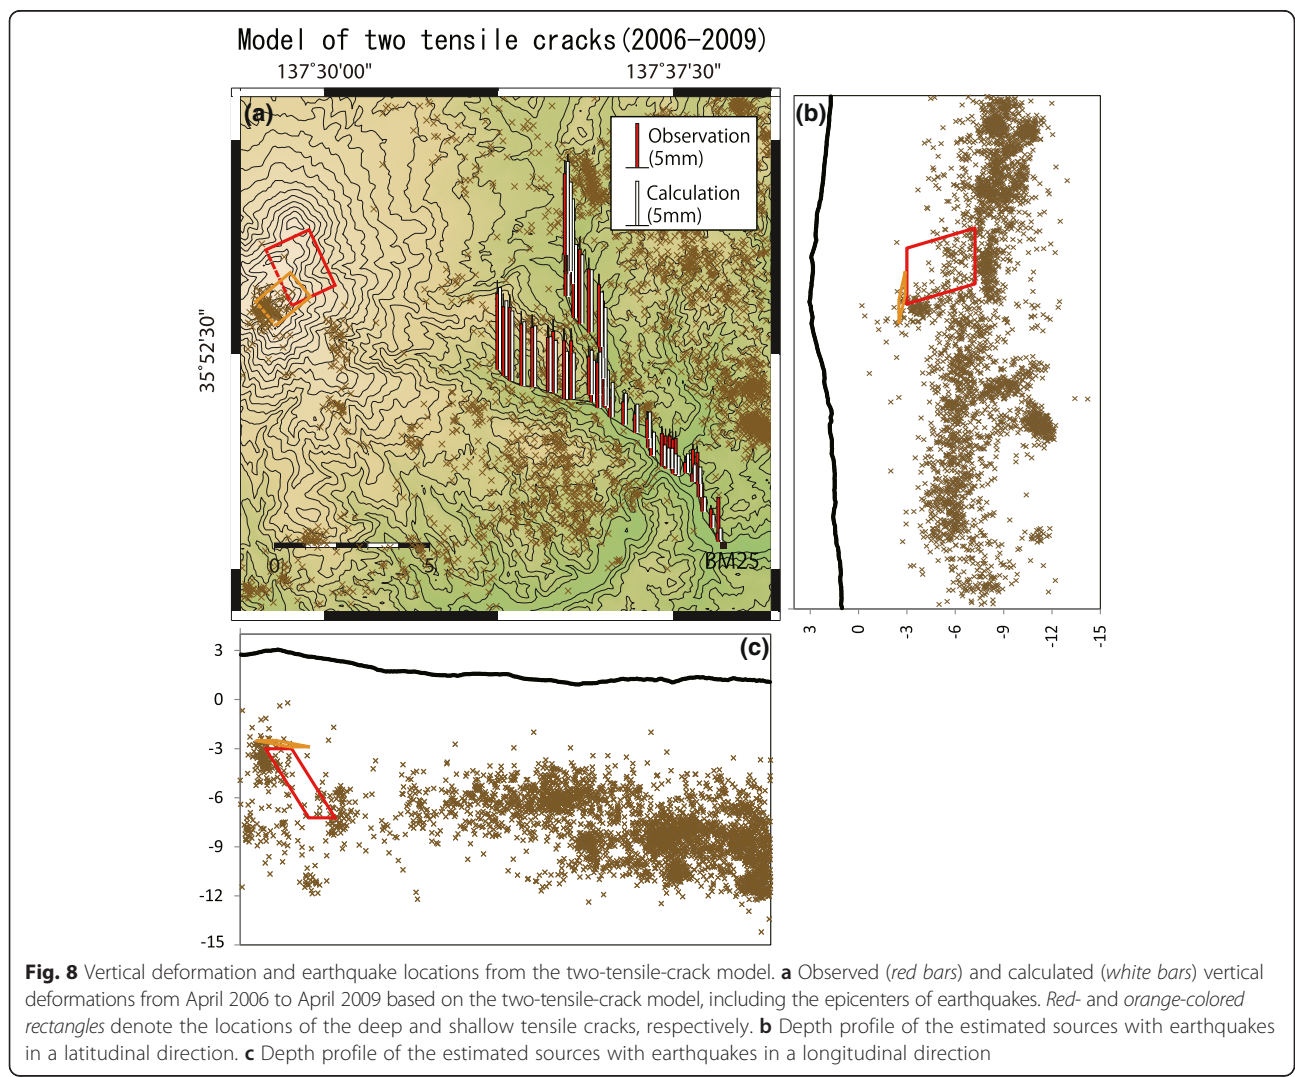 Model of two tensile cracks(2006-2009)
137°30'00" 137°37'30"
(a)
Observation
(5mm)
Calculation
(5mm)
35°52'30"
0 5
BM25
(b)
3 0 -3 -6 -9 -12 -15
(c)
3
0
-3
-6
-9
-12
-15
Fig. 8 Vertical deformation and earthquake locations from the two-tensile-crack model. a Observed (red bars) and calculated (white bars) vertical
deformations from April 2006 to April 2009 based on the two-tensile-crack model, including the epicenters of earthquakes. Red- and orange-colored
rectangles denote the locations of the deep and shallow tensile cracks, respectively. b Depth profile of the estimated sources with earthquakes
in a latitudinal direction. c Depth profile of the estimated sources with earthquakes in a longitudinal direction